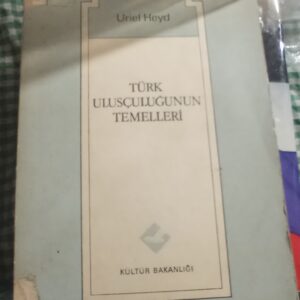 Uriel Heyd
TÜRK
ULUSÇULUĞUNUN
TEMELLERİ
KÜLTÜR BAKANLIĞI